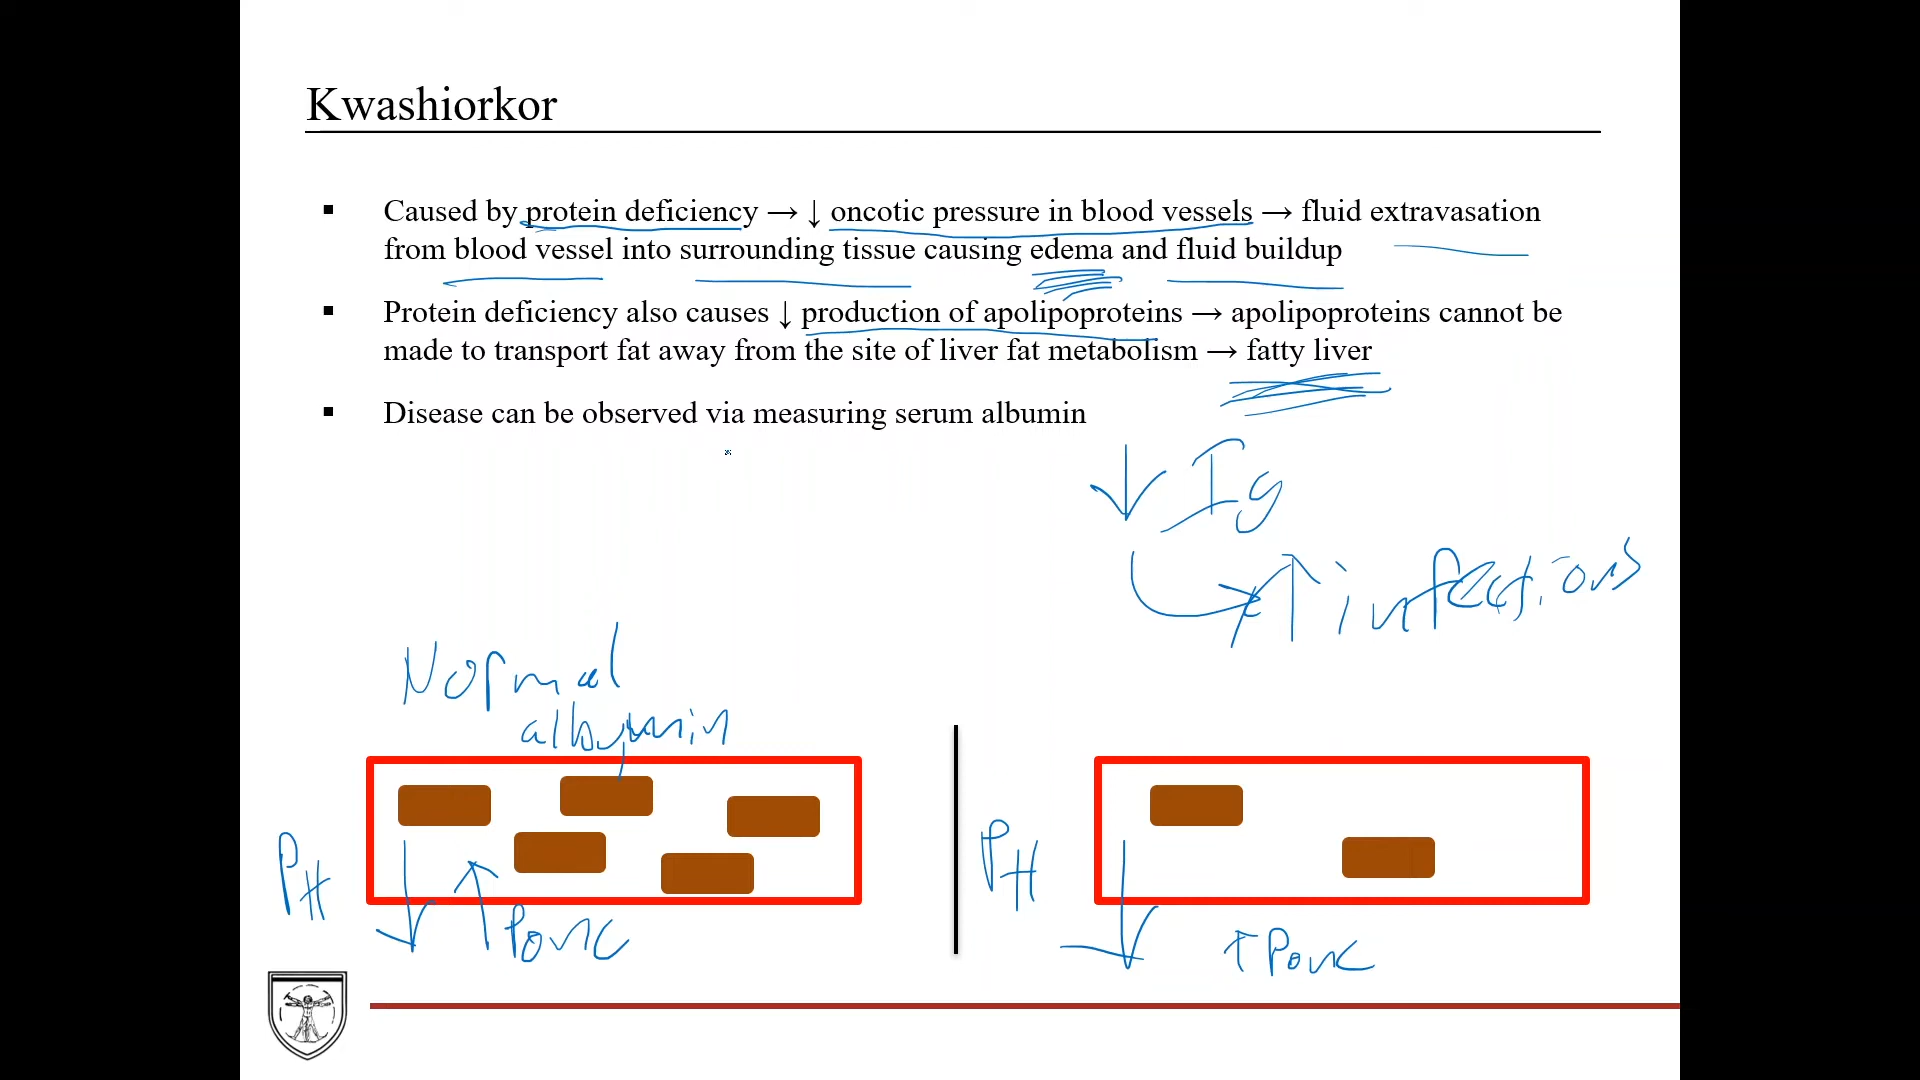 Kwashiorkor
▪ Caused by protein deficiency → ↓ oncotic pressure in blood vessels → fluid extravasation
from blood vessel into surrounding tissue causing edema and fluid buildup
▪ Protein deficiency also causes ↓ production of apolipoproteins → apolipoproteins cannot be
made to transport fat away from the site of liver fat metabolism → fatty liver
▪ Disease can be observed via measuring serum albumin
↓ Ig
↑ infections
Normal
albumin
PH
↓ ↑ Ponc
PH
↓ ↑ Ponc